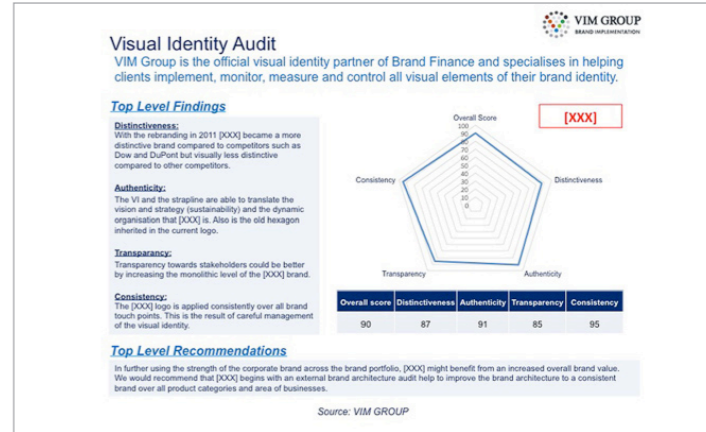 VIM GROUP
BRAND IMPLEMENTATION
Visual Identity Audit
VIM Group is the official visual identity partner of Brand Finance and specialises in helping
clients implement, monitor, measure and control all visual elements of their brand identity.
Top Level Findings
Distinctiveness:
With the rebranding in 2011 [XXX] became a more
distinctive brand compared to competitors such as
Dow and DuPont but visually less distinctive
compared to other competitors.
Authenticity:
The VI and the strapline are able to translate the
vision and strategy (sustainability) and the dynamic
organisation that [XXX] is. Also is the old hexagon
inherited in the current logo.
Transparancy:
Transparency towards stakeholders could be better
by increasing the monolithic level of the [XXX] brand.
Consistency:
The [XXX] logo is applied consistently over all brand
touch points. This is the result of careful management
of the visual identity.
[XXX]
Overall Score
100
90
80
70
60
50
40
30
20
10
0
Consistency
Distinctiveness
Transparency
Authenticity
Overall score Distinctiveness Authenticity Transparency Consistency
90 87 91 85 95
Top Level Recommendations
In further using the strength of the corporate brand across the brand portfolio, [XXX] might benefit from an increased overall brand value.
We would recommend that [XXX] begins with an external brand architecture audit help to improve the brand architecture to a consistent
brand over all product categories and area of businesses.
Source: VIM GROUP